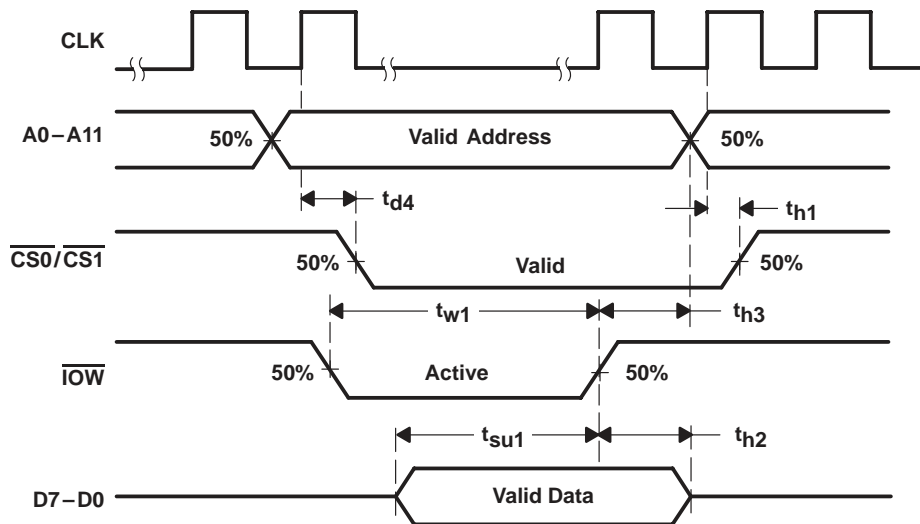 CLK
A0–A11
50%
Valid Address
50%
td4
th1
CS0/CS1
50%
Valid
50%
tw1
th3
IOW
50%
Active
50%
tsu1
th2
D7–D0
Valid Data